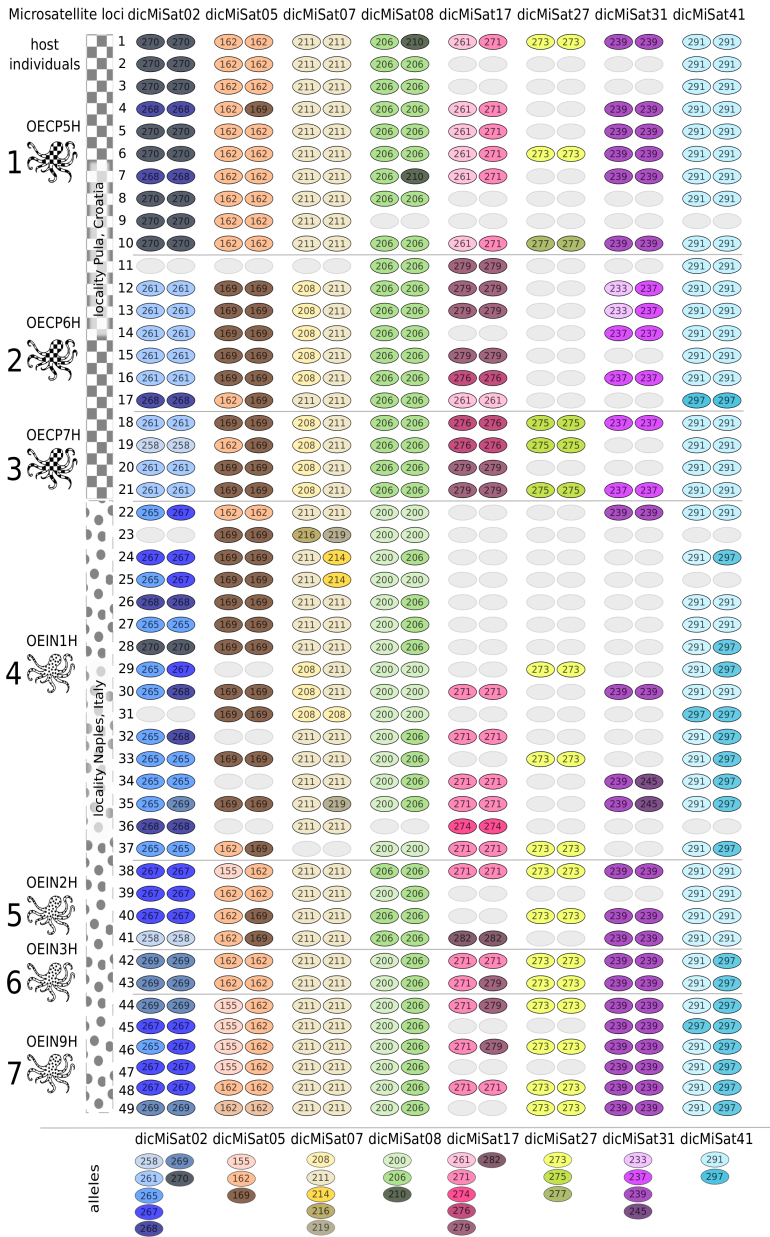 Microsatellite loci dicMiSat02 dicMiSat05 dicMiSat07 dicMiSat08 dicMiSat17 dicMiSat27 dicMiSat31 dicMiSat41
host individuals
1 OECP5H
locality Pula, Croatia
1 270 270 162 162 211 211 206 210 261 271 273 273 239 239 291 291
2 270 270 162 162 211 211 206 206 291 291
3 270 270 162 162 211 211 206 206 291 291
4 268 268 162 169 211 211 206 206 261 271 239 239 291 291
5 270 270 162 162 211 211 206 206 261 271 239 239 291 291
6 270 270 162 162 211 211 206 206 261 271 273 273 239 239 291 291
7 268 268 162 162 211 211 206 210 261 271 239 239 291 291
8 270 270 162 162 211 211 206 206 291 291
9 270 270 162 162 211 211
10 270 270 162 162 211 211 206 206 261 271 277 277 239 239 291 291
2 OECP6H
11 206 206 279 279 291 291
12 261 261 169 169 208 211 206 206 279 279 233 237 291 291
13 261 261 169 169 208 211 206 206 279 279 233 237 291 291
14 261 261 169 169 208 211 206 206 237 237 291 291
15 261 261 169 169 208 211 206 206 279 279 291 291
16 261 261 169 169 208 211 206 206 276 276 237 237 291 291
17 268 268 162 169 211 211 206 206 261 261 297 297
3 OECP7H
18 261 261 169 169 208 211 206 206 276 276 275 275 237 237 291 291
19 258 258 162 169 208 211 206 206 276 276 275 275 291 291
20 261 261 169 169 208 211 206 206 279 279 291 291
21 261 261 169 169 208 211 206 206 279 279 275 275 237 237 291 291
4 OEIN1H
locality Naples, Italy
22 265 267 162 162 211 211 200 200 239 239 291 291
23 169 169 216 219 200 200
24 267 267 169 169 211 214 200 206 291 297
25 265 267 169 169 211 214 200 200
26 268 268 169 169 211 211 200 206 291 291
27 265 265 169 169 211 211 200 206 291 291
28 270 270 169 169 211 211 200 206 291 297
29 265 267 208 211 200 200 273 273 291 297
30 265 268 169 169 208 211 200 200 271 271 239 239 291 291
31 169 169 208 208 200 200 297 297
32 265 268 211 211 200 206 271 271 291 297
33 265 265 169 169 211 211 200 206 273 273 291 297
34 265 265 211 211 200 206 271 271 239 245 291 297
35 265 269 169 169 211 219 200 206 271 271 239 245 291 297
36 268 268 211 211 274 274
37 265 265 162 169 200 200 271 271 273 273 291 297
5 OEIN2H
38 267 267 155 162 211 211 206 206 271 271 273 273 239 239 291 291
39 267 267 162 162 211 211 206 206 291 291
40 267 267 162 169 211 211 206 206 273 273 239 239 291 291
41 258 258 162 169 211 211 206 206 282 282 239 239 291 291
6 OEIN3H
42 269 269 162 162 211 211 200 206 271 271 273 273 239 239 291 297
43 269 269 162 162 211 211 200 206 271 279 273 273 239 239 291 297
7 OEIN9H
44 269 269 155 162 211 211 200 206 271 279 273 273 239 239 291 297
45 267 267 155 162 211 211 200 206 239 239 297 297
46 265 267 155 162 211 211 200 206 271 279 273 273 239 239 291 297
47 267 267 155 162 211 211 200 206 239 239 291 297
48 267 267 162 162 211 211 200 206 271 271 273 273 239 239 291 297
49 269 269 162 162 211 211 200 206 273 273 239 239 291 297
dicMiSat02 dicMiSat05 dicMiSat07 dicMiSat08 dicMiSat17 dicMiSat27 dicMiSat31 dicMiSat41
alleles
258 269 155 208 200 261 282 273 233 291
261 270 162 211 206 271 275 237 297
265 169 214 210 274 277 239
267 216 276 245
268 219 279